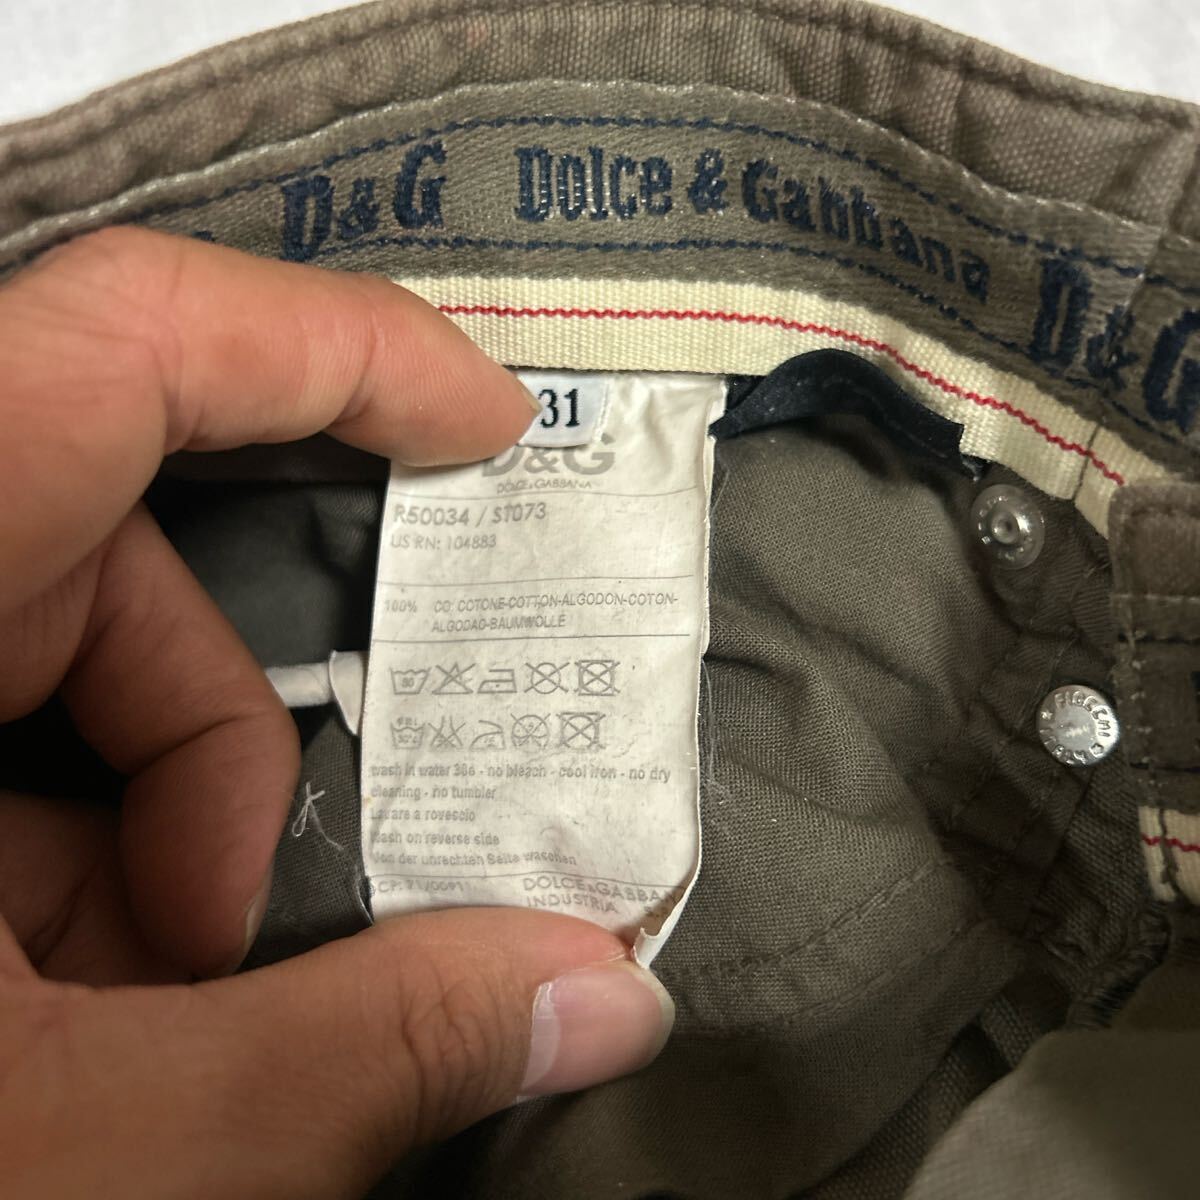 D&G Dolce & Gabbana D&G
31
D&G
DOLCE & GABBANA
R50034 / S1073
US RN: 104883
100% CO: COTONE-COTTON-ALGODON-COTON-
ALGODAO-BAUMWOLLE
wash in water 30c - no bleach - cool iron - no dry
cleaning - no tumbler
Lavare a rovescio
Wash on reverse side
Von der unrechten Seite waschen
DOLCE & GABBANA
INDUSTRIA